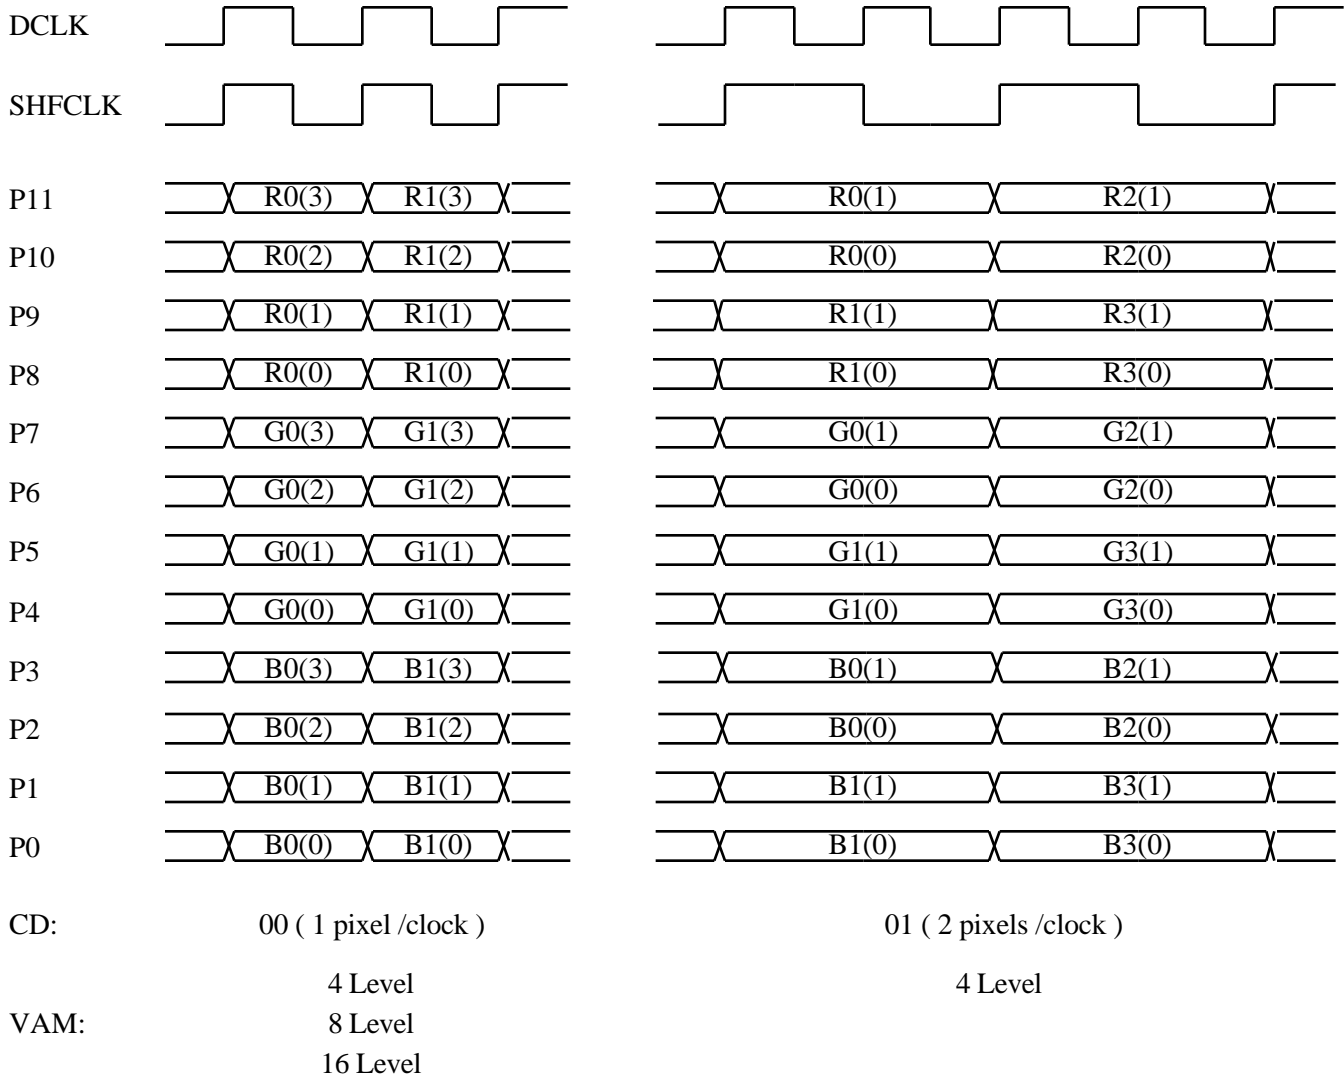 DCLK
SHFCLK
P11 R0(3) R1(3) R0(1) R2(1)
P10 R0(2) R1(2) R0(0) R2(0)
P9 R0(1) R1(1) R1(1) R3(1)
P8 R0(0) R1(0) R1(0) R3(0)
P7 G0(3) G1(3) G0(1) G2(1)
P6 G0(2) G1(2) G0(0) G2(0)
P5 G0(1) G1(1) G1(1) G3(1)
P4 G0(0) G1(0) G1(0) G3(0)
P3 B0(3) B1(3) B0(1) B2(1)
P2 B0(2) B1(2) B0(0) B2(0)
P1 B0(1) B1(1) B1(1) B3(1)
P0 B0(0) B1(0) B1(0) B3(0)
CD: 00 ( 1 pixel /clock ) 01 ( 2 pixels /clock )
4 Level 4 Level
VAM: 8 Level
16 Level